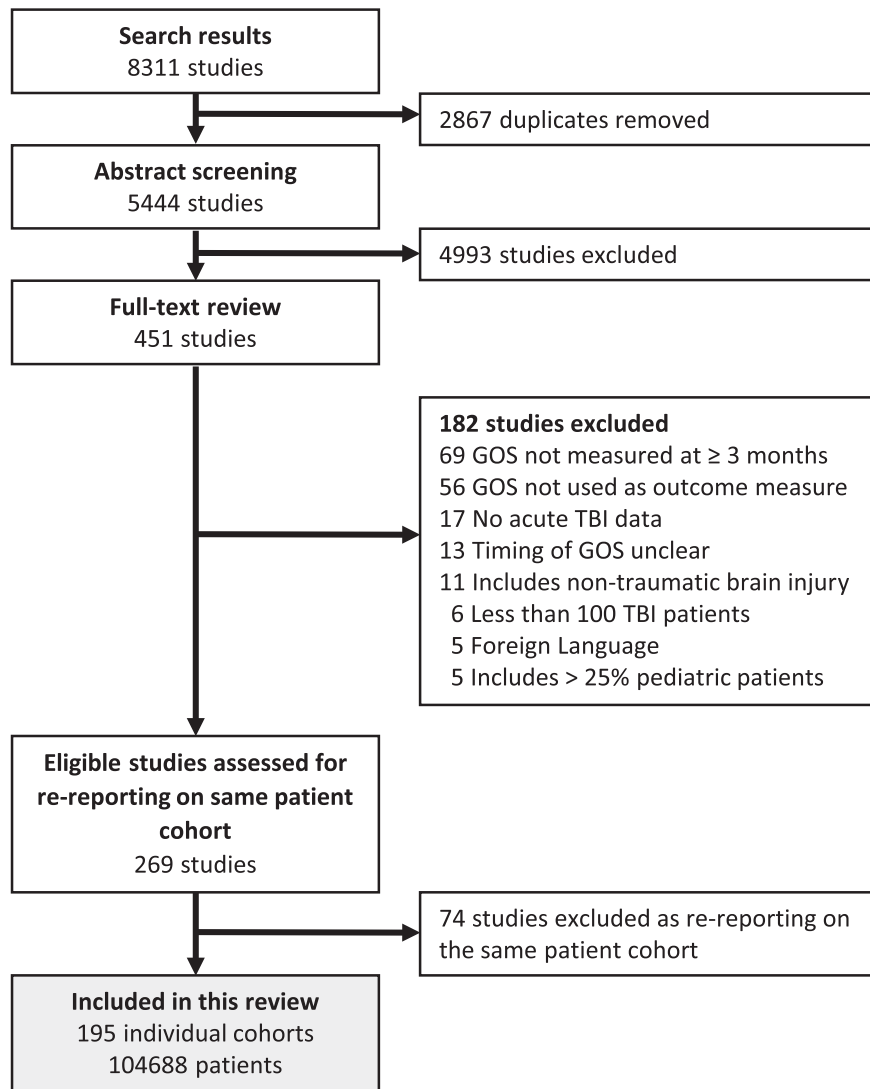 Search results
8311 studies
2867 duplicates removed
Abstract screening
5444 studies
4993 studies excluded
Full-text review
451 studies
182 studies excluded
69 GOS not measured at ≥ 3 months
56 GOS not used as outcome measure
17 No acute TBI data
13 Timing of GOS unclear
11 Includes non-traumatic brain injury
6 Less than 100 TBI patients
5 Foreign Language
5 Includes > 25% pediatric patients
Eligible studies assessed for
re-reporting on same patient
cohort
269 studies
74 studies excluded as re-reporting on
the same patient cohort
Included in this review
195 individual cohorts
104688 patients